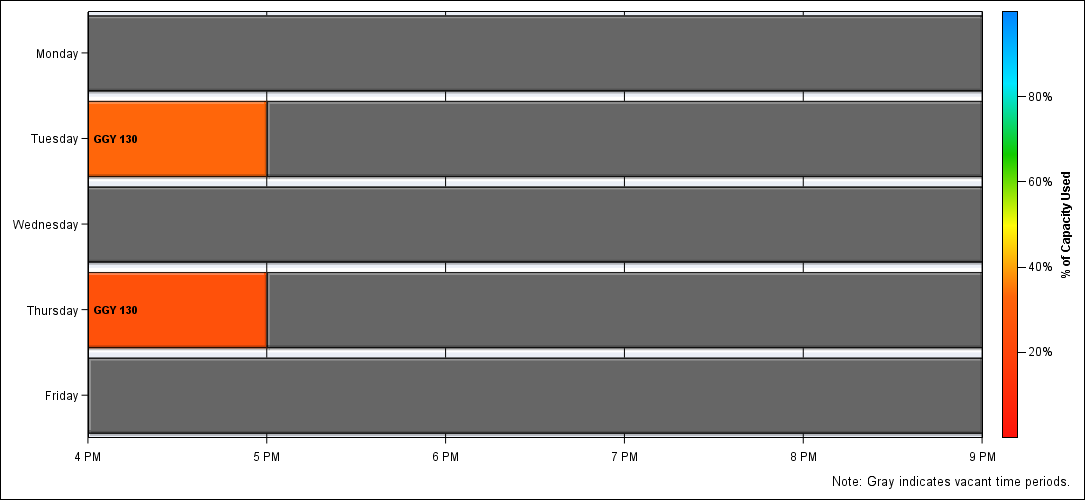 Monday
Tuesday
GGY 130
Wednesday
Thursday
GGY 130
Friday
4 PM 5 PM 6 PM 7 PM 8 PM 9 PM
80%
60%
40%
20%
% of Capacity Used
Note: Gray indicates vacant time periods.